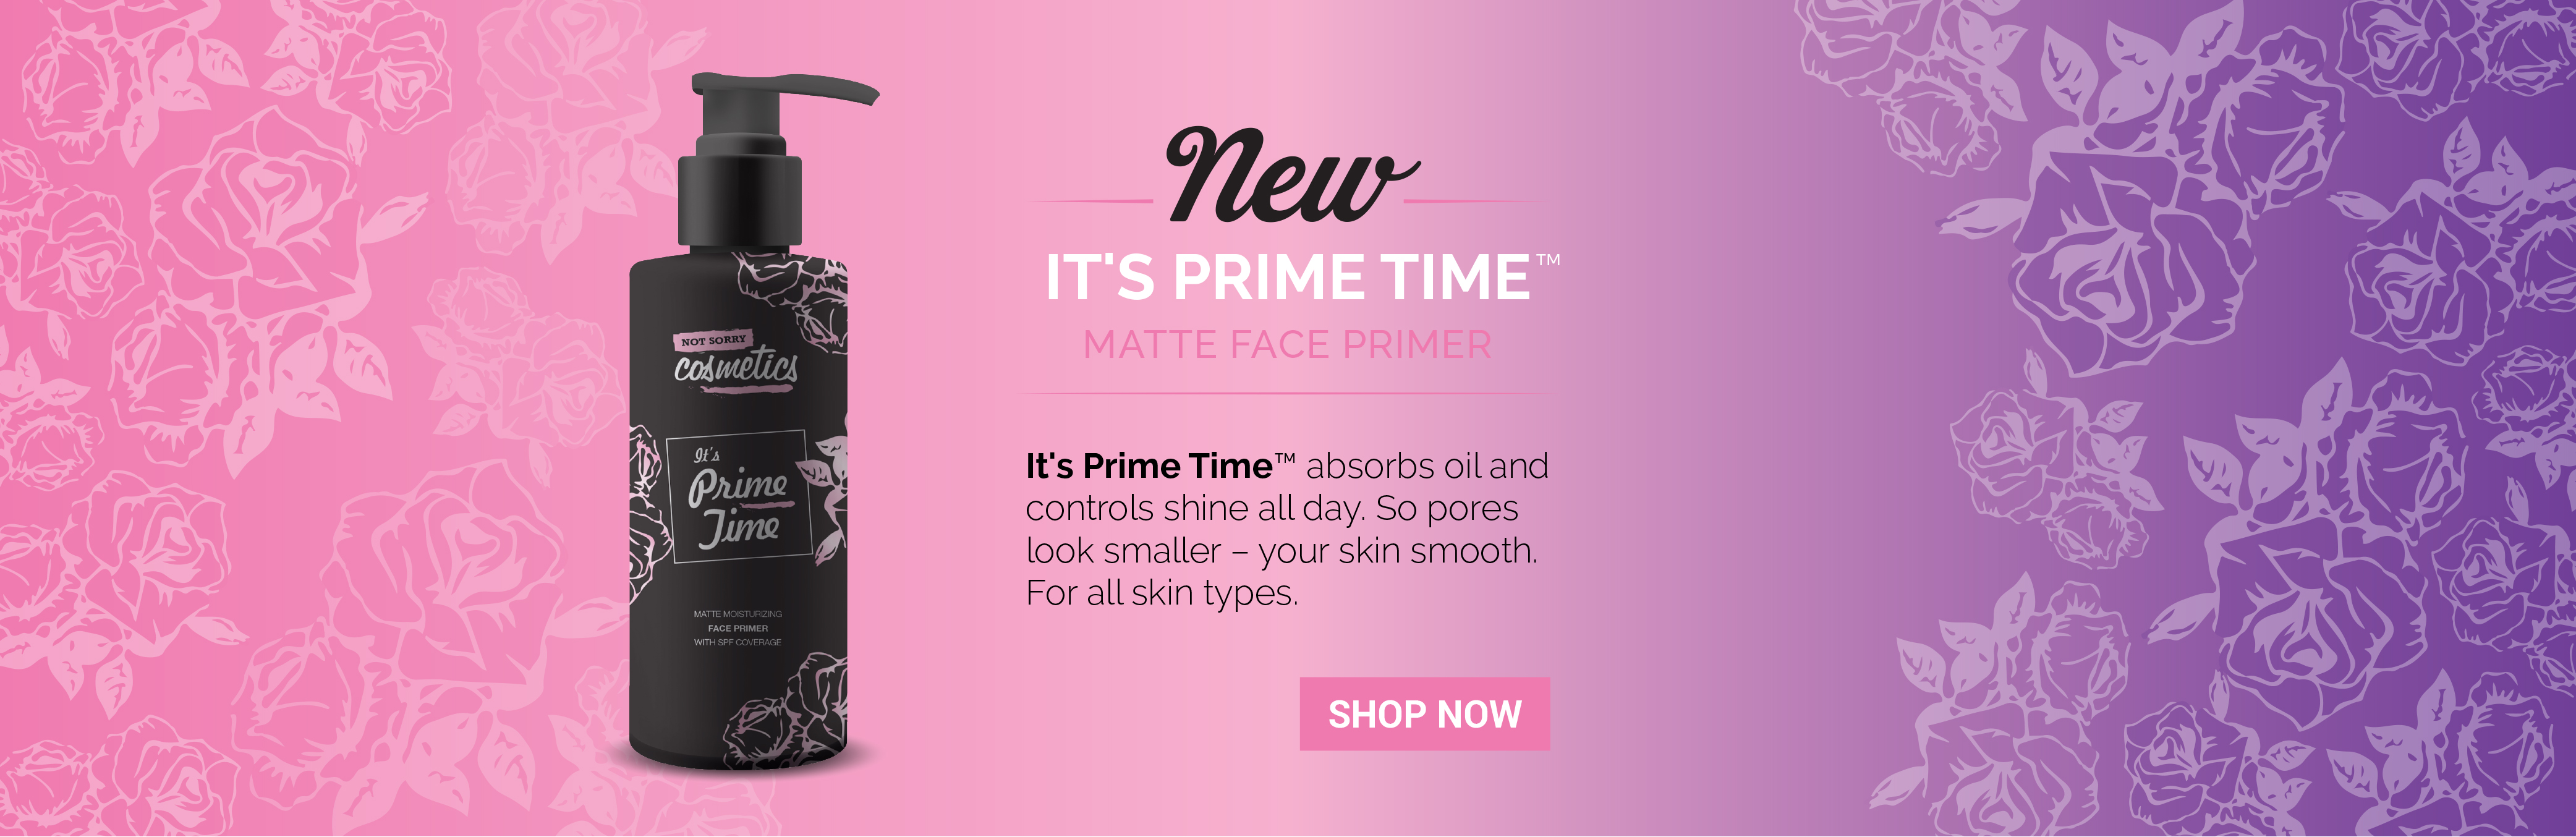 NOT SORRY
cosmetics
It's
Prime
Time
MATTE MOISTURIZING
FACE PRIMER
WITH SPF COVERAGE
New
IT'S PRIME TIME™
MATTE FACE PRIMER
It's Prime Time™ absorbs oil and
controls shine all day. So pores
look smaller – your skin smooth.
For all skin types.
SHOP NOW